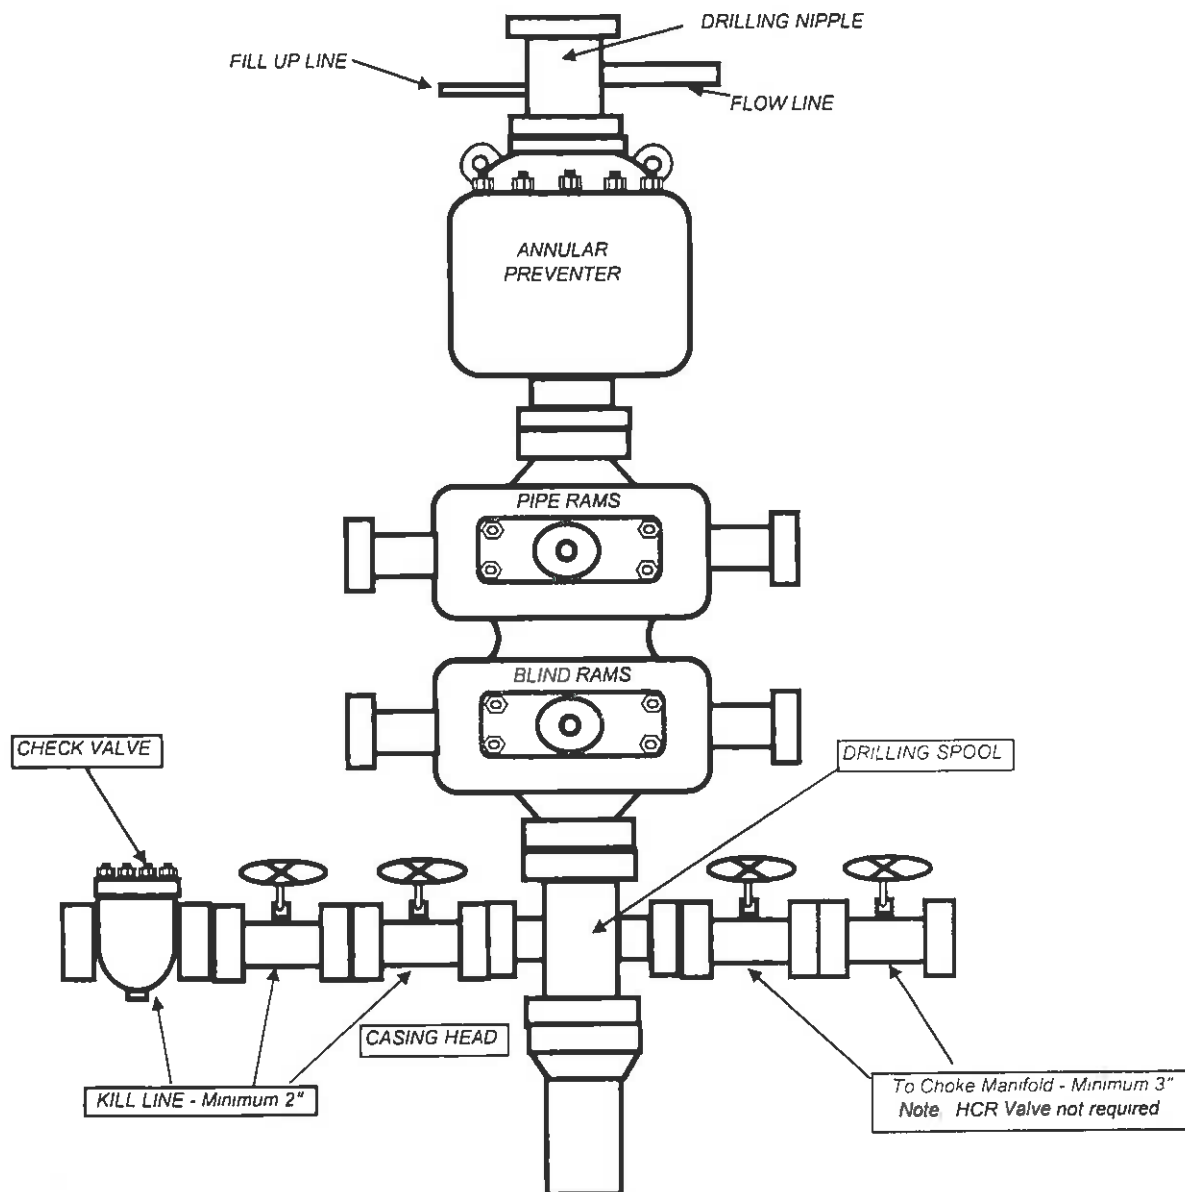 DRILLING NIPPLE
FILL UP LINE
FLOW LINE
ANNULAR
PREVENTER
PIPE RAMS
BLIND RAMS
CHECK VALVE
DRILLING SPOOL
CASING HEAD
KILL LINE - Minimum 2"
To Choke Manifold - Minimum 3"
Note HCR Valve not required